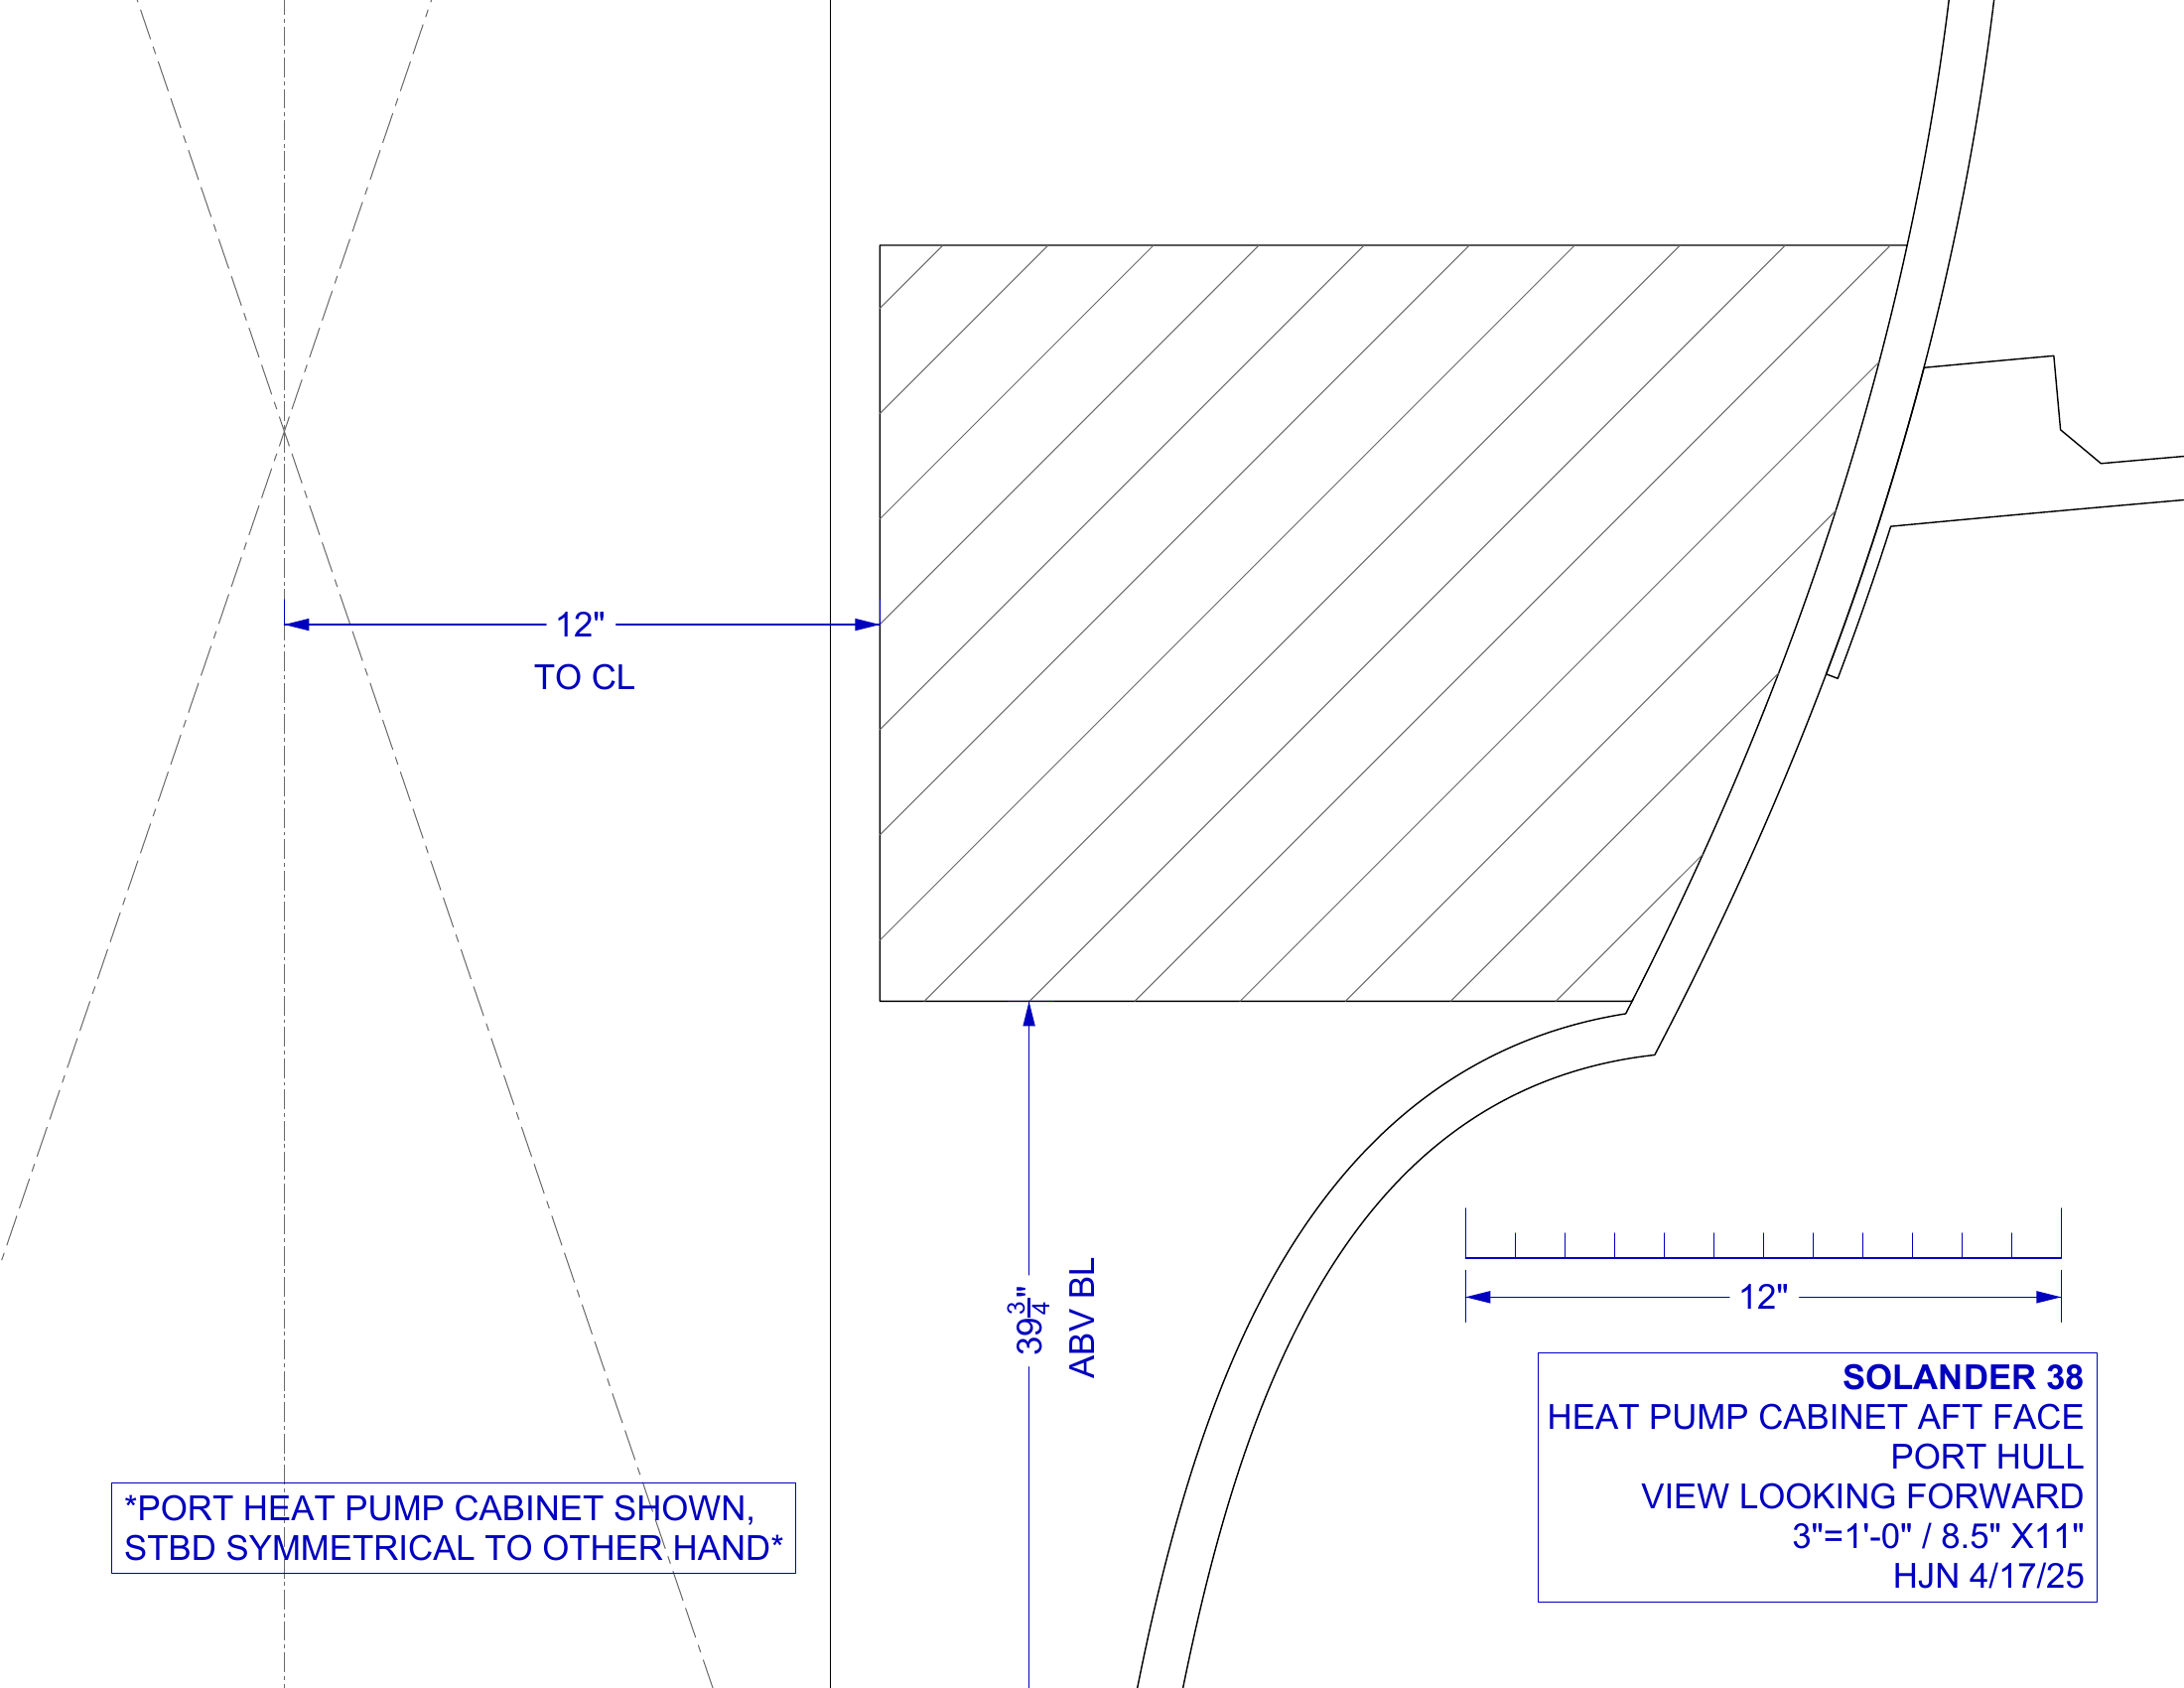 12"
TO CL
39 3/4"
ABV BL
12"
SOLANDER 38
HEAT PUMP CABINET AFT FACE
PORT HULL
VIEW LOOKING FORWARD
3"=1'-0" / 8.5" X11"
HJN 4/17/25
*PORT HEAT PUMP CABINET SHOWN,
STBD SYMMETRICAL TO OTHER HAND*